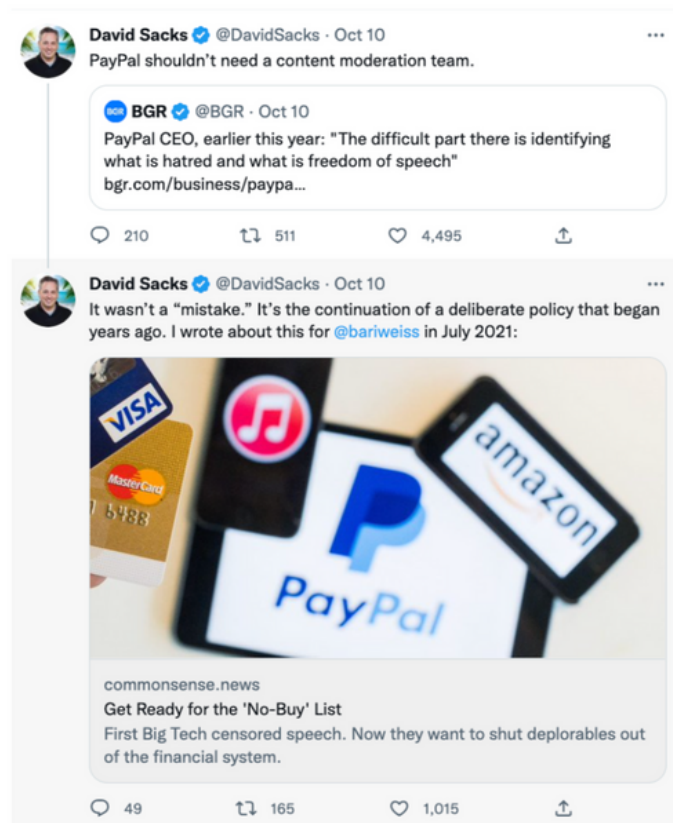 David Sacks @DavidSacks · Oct 10
PayPal shouldn't need a content moderation team.
BGR BGR @BGR · Oct 10
PayPal CEO, earlier this year: "The difficult part there is identifying
what is hatred and what is freedom of speech"
bgr.com/business/paypa...
210 511 4,495
David Sacks @DavidSacks · Oct 10
It wasn't a “mistake.” It's the continuation of a deliberate policy that began
years ago. I wrote about this for @bariweiss in July 2021:
VISA
MasterCard
6488
amazon
PayPal
commonsense.news
Get Ready for the 'No-Buy' List
First Big Tech censored speech. Now they want to shut deplorables out
of the financial system.
49 165 1,015